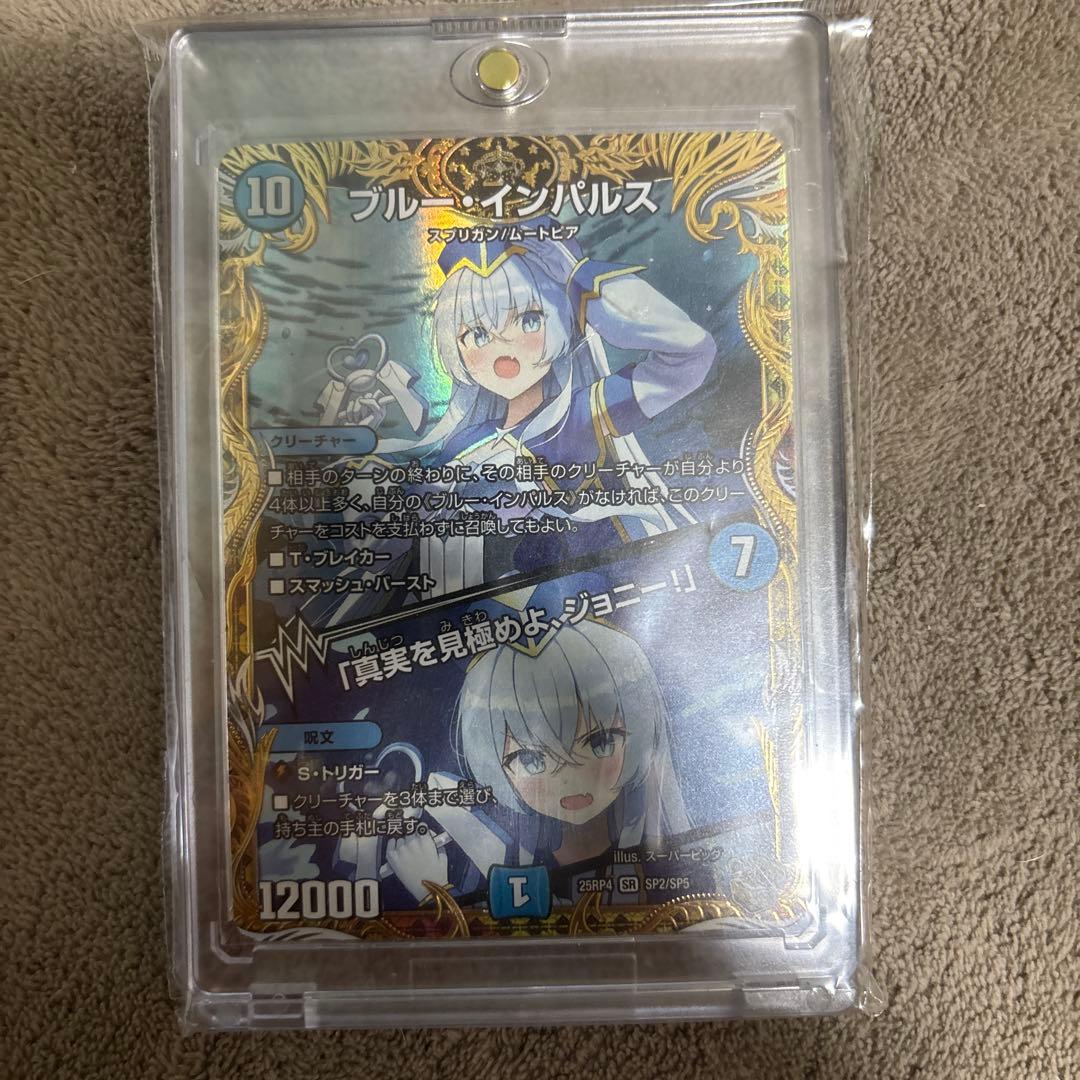 10
ブルー・インパルス
スプリガン/ムートピア
クリーチャー
■相手のターンの終わりに、その相手のクリーチャーが自分より
4体以上多く、自分の《ブルー・インパルス》がなければ、このクリー
チャーをコストを支払わずに召喚してもよい。
■T・ブレイカー
■スマッシュ・バースト
7
「真実を見極めよ、ジョニー!」
呪文
S・トリガー
■クリーチャーを3体まで選び、
持ち主の手札に戻す。
illus. スーパーピッグ
25RP4 SR SP2/SP5
12000
1